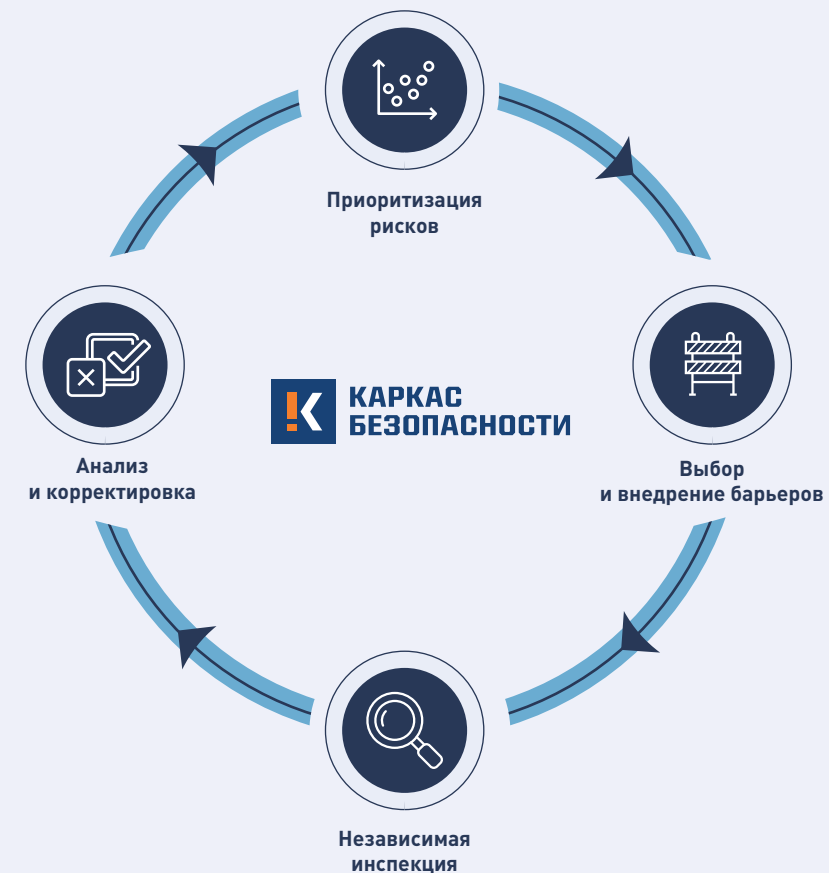 Приоритизация
рисков
КАРКАС
БЕЗОПАСНОСТИ
Анализ
и корректировка
Выбор
и внедрение барьеров
Независимая
инспекция